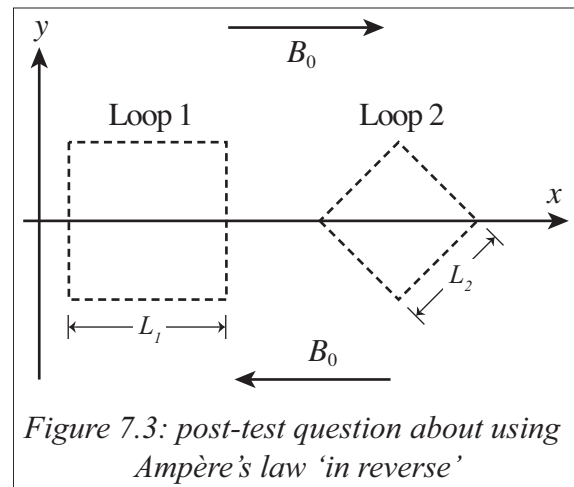 y
B₀
Loop 1
Loop 2
x
L₁
L₂
B₀
Figure 7.3: post-test question about using
Ampère's law ‘in reverse’